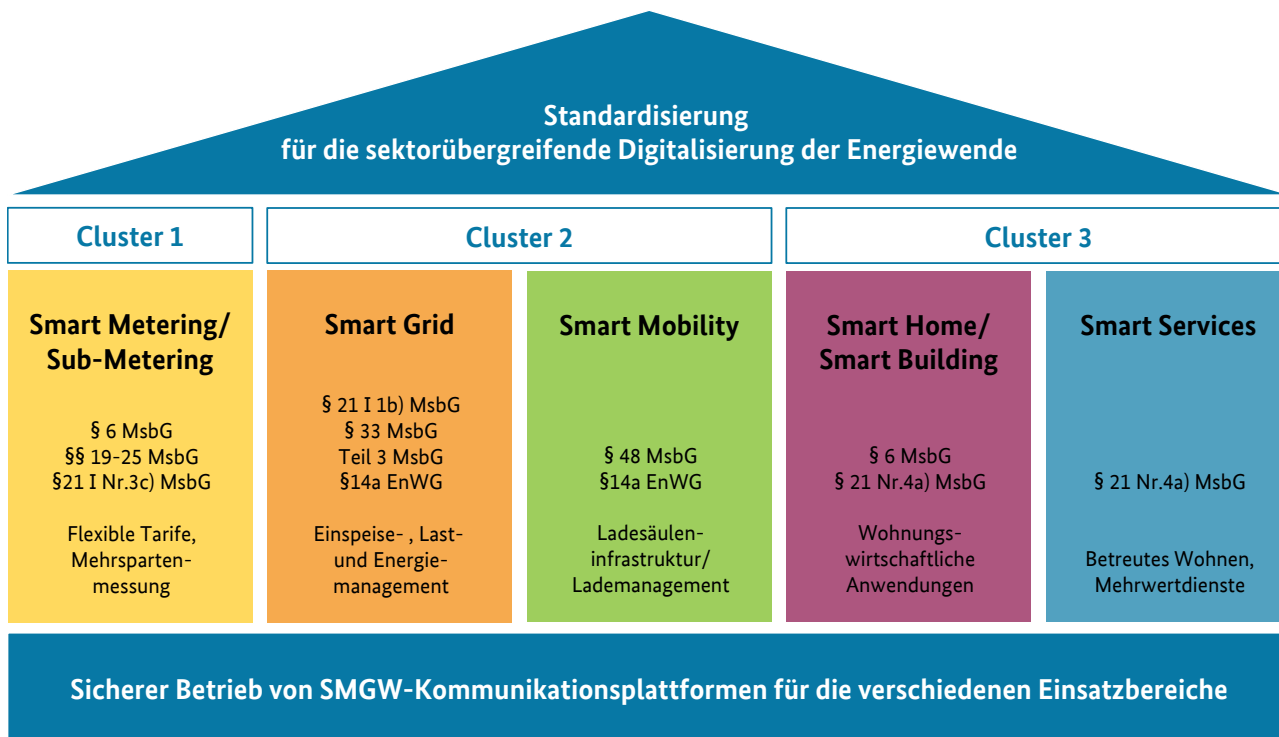 Standardisierung
für die sektorübergreifende Digitalisierung der Energiewende
Cluster 1
Cluster 2
Cluster 3
Smart Metering/
Sub-Metering
§ 6 MsbG
§§ 19-25 MsbG
§21 I Nr.3c) MsbG
Flexible Tarife,
Mehrsparten-
messung
Smart Grid
§ 21 I 1b) MsbG
§ 33 MsbG
Teil 3 MsbG
§14a EnWG
Einspeise- , Last-
und Energie-
management
Smart Mobility
§ 48 MsbG
§14a EnWG
Ladesäulen-
infrastruktur/
Lademanagement
Smart Home/
Smart Building
§ 6 MsbG
§ 21 Nr.4a) MsbG
Wohnungs-
wirtschaftliche
Anwendungen
Smart Services
§ 21 Nr.4a) MsbG
Betreutes Wohnen,
Mehrwertdienste
Sicherer Betrieb von SMGW-Kommunikationsplattformen für die verschiedenen Einsatzbereiche